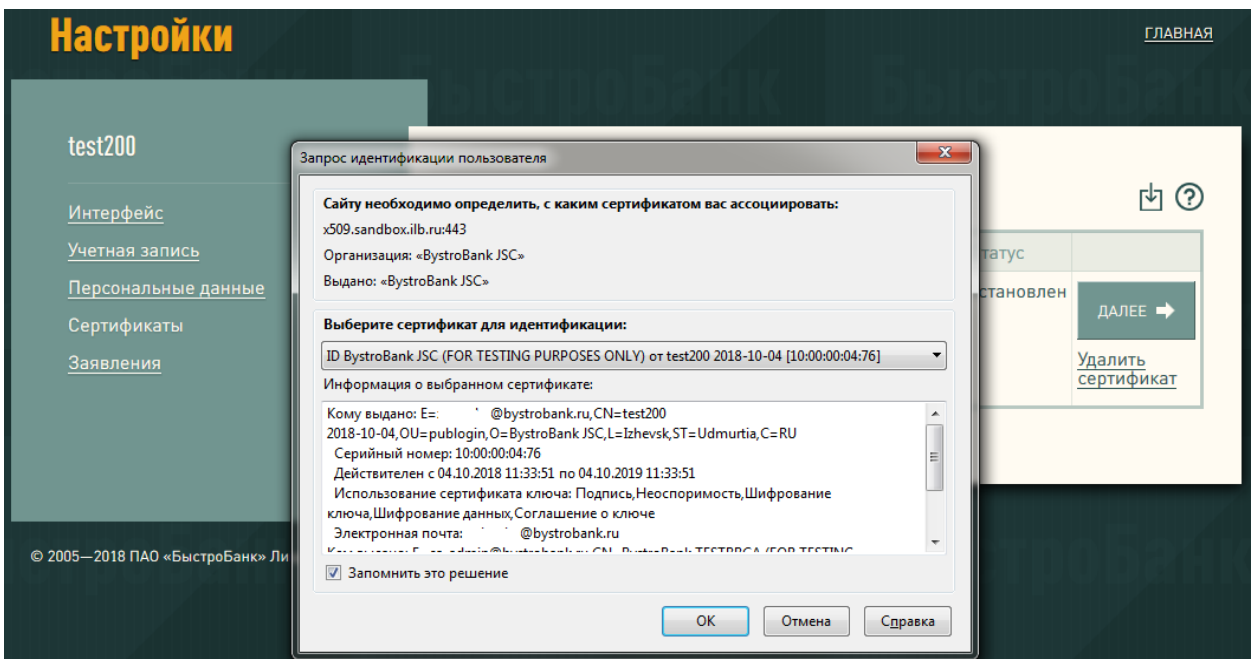 Настройки
ГЛАВНАЯ
test200
Интерфейс
Учетная запись
Персональные данные
Сертификаты
Заявления
Запрос идентификации пользователя
Сайту необходимо определить, с каким сертификатом вас ассоциировать:
x509.sandbox.ilb.ru:443
Организация: «BystroBank JSC»
Выдано: «BystroBank JSC»
Выберите сертификат для идентификации:
ID BystroBank JSC (FOR TESTING PURPOSES ONLY) от test200 2018-10-04 [10:00:00:04:76]
Информация о выбранном сертификате:
Кому выдано: E= @bystrobank.ru,CN=test200
2018-10-04,OU=publogin,O=BystroBank JSC,L=Izhevsk,ST=Udmurtia,C=RU
Серийный номер: 10:00:00:04:76
Действителен с 04.10.2018 11:33:51 по 04.10.2019 11:33:51
Использование сертификата ключа: Подпись,Неоспоримость,Шифрование
ключа,Шифрование данных,Соглашение о ключе
Электронная почта: @bystrobank.ru
Запомнить это решение
ОК
Отмена
Справка
татус
становлен
ДАЛЕЕ
Удалить
сертификат
© 2005—2018 ПАО «БыстроБанк» Ли